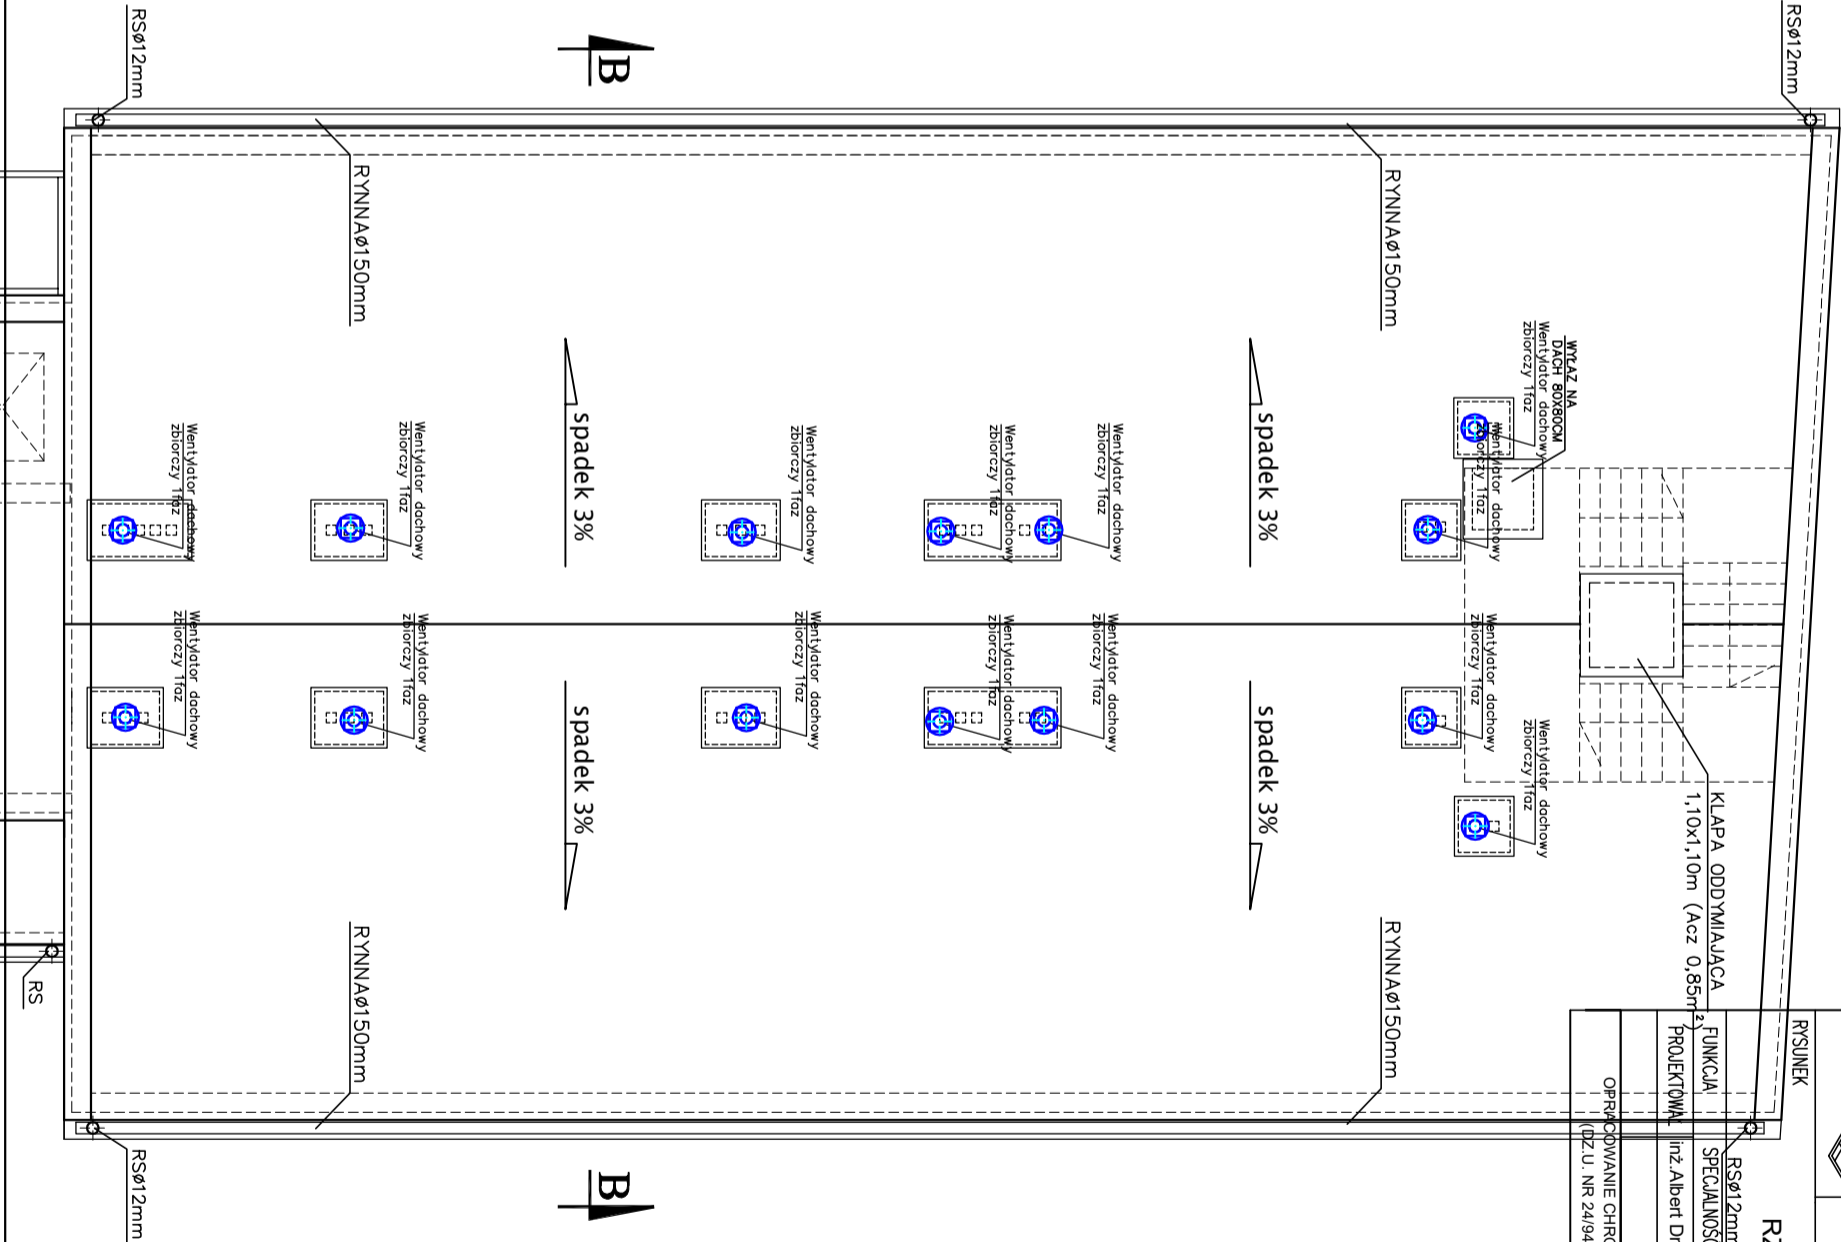 RSø12mm
RSø12mm
B
RYNNAø150mm
RYNNAø150mm
WYŁAZ NA
DACH 80X80CM
Wentylator dachowy
zbiorczy 1faz
Wentylator dachowy
zbiorczy 1faz
Wentylator dachowy
zbiorczy 1faz
Wentylator dachowy
zbiorczy 1faz
Wentylator dachowy
zbiorczy 1faz
Wentylator dachowy
zbiorczy 1faz
Wentylator dachowy
zbiorczy 1faz
spadek 3%
spadek 3%
Wentylator dachowy
zbiorczy 1faz
Wentylator dachowy
zbiorczy 1faz
Wentylator dachowy
zbiorczy 1faz
Wentylator dachowy
zbiorczy 1faz
Wentylator dachowy
zbiorczy 1faz
Wentylator dachowy
zbiorczy 1faz
Wentylator dachowy
zbiorczy 1faz
spadek 3%
spadek 3%
KLAPA ODDYMIAJĄCA
1,10x1,10m (Acz 0,85m²)
RYNNAø150mm
RYNNAø150mm
RS
RSø12mm
RSø12mm
B
RYSUNEK
RZ
FUNKCJA SPECJALNOŚĆ
PROJEKTOWAŁ inż.Albert Dr
OPRACOWANIE CHRO
(DZ.U. NR 24/94